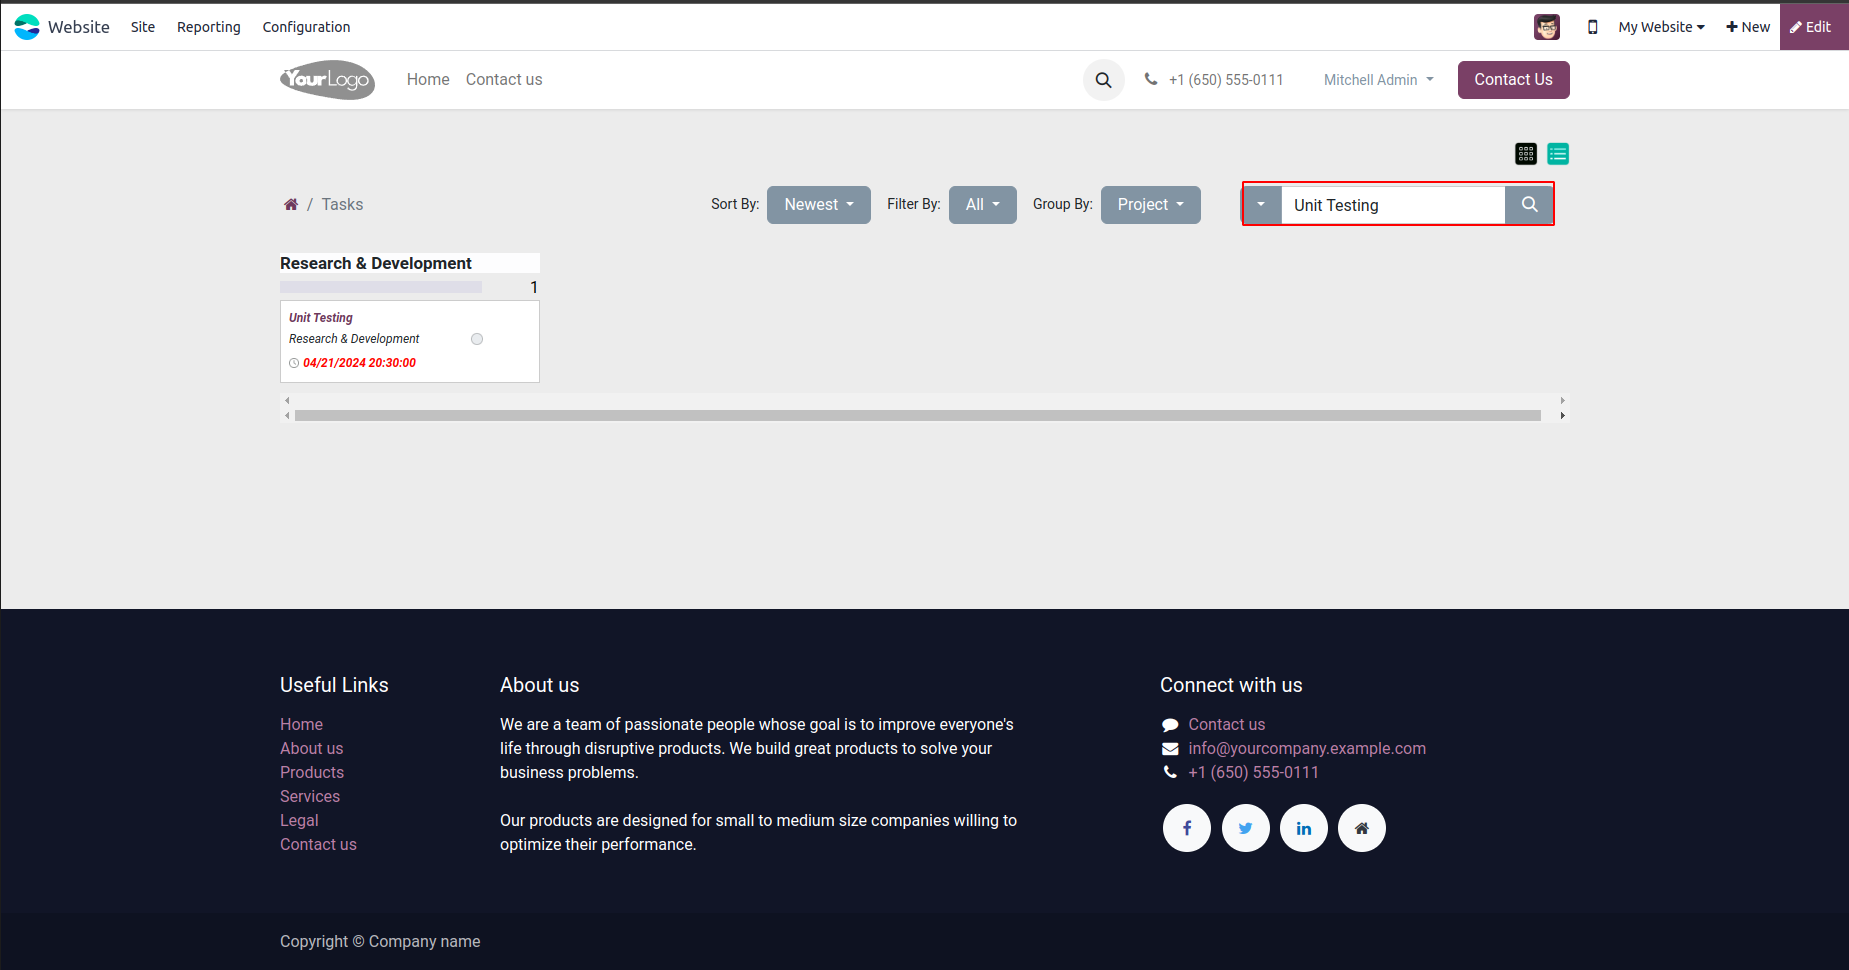 Website Site Reporting Configuration My Website New Edit
YourLogo Home Contact us +1 (650) 555-0111 Mitchell Admin Contact Us
/ Tasks Sort By: Newest Filter By: All Group By: Project Unit Testing
Research & Development
1
Unit Testing
Research & Development
04/21/2024 20:30:00
Useful Links
Home
About us
Products
Services
Legal
Contact us
About us
We are a team of passionate people whose goal is to improve everyone's
life through disruptive products. We build great products to solve your
business problems.
Our products are designed for small to medium size companies willing to
optimize their performance.
Connect with us
Contact us
info@yourcompany.example.com
+1 (650) 555-0111
Copyright © Company name